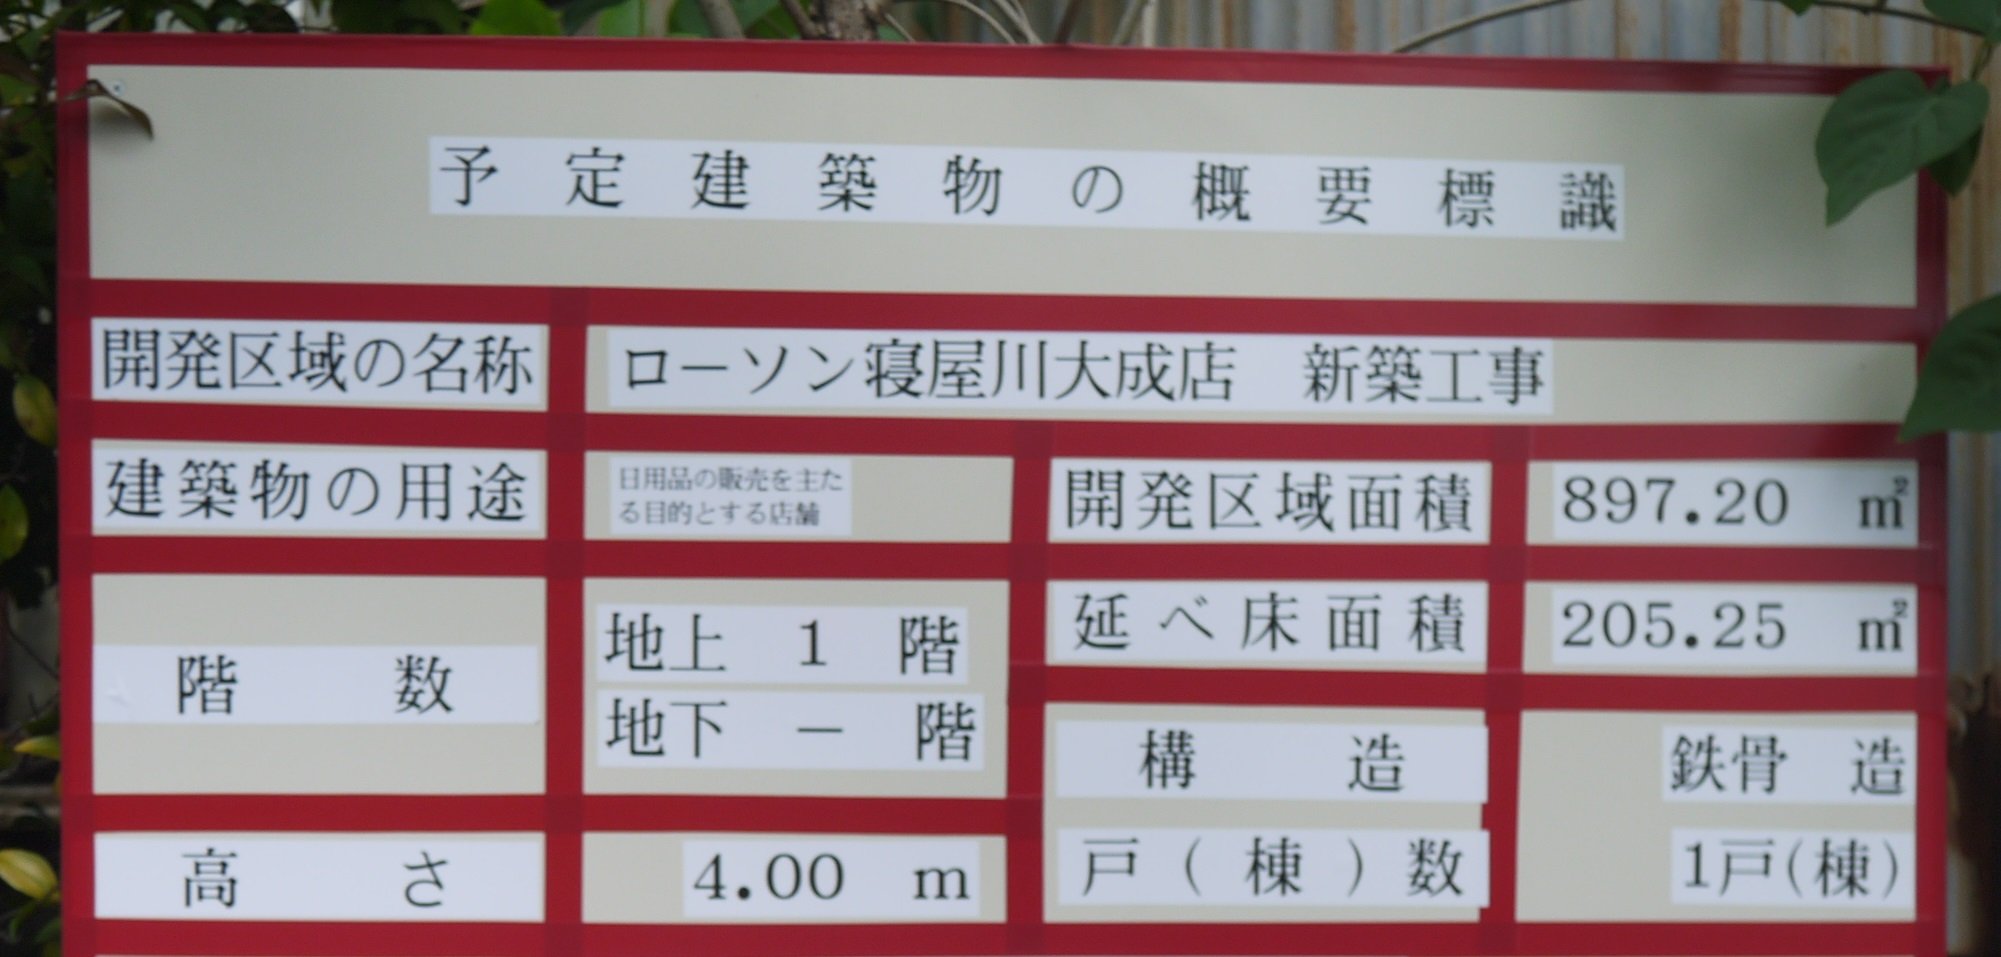 予定建築物の概要標識
開発区域の名称 ローソン寝屋川大成店 新築工事
建築物の用途 日用品の販売を主た
る目的とする店舗
開発区域面積 897.20 ㎡
延べ床面積 205.25 ㎡
階数 地上 1 階
地下 − 階
構造 鉄骨 造
高さ 4.00 m
戸(棟)数 1戸(棟)